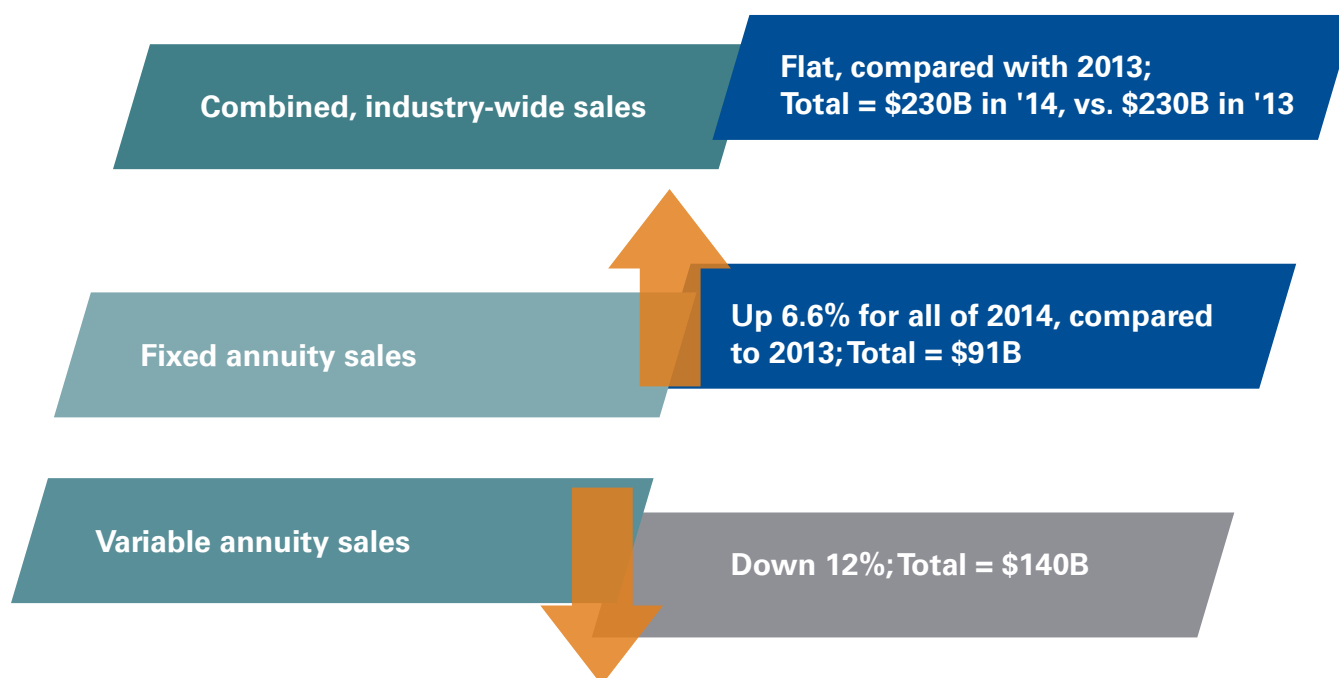 Combined, industry-wide sales
Flat, compared with 2013;
Total = $230B in '14, vs. $230B in '13
Fixed annuity sales
Up 6.6% for all of 2014, compared
to 2013; Total = $91B
Variable annuity sales
Down 12%; Total = $140B